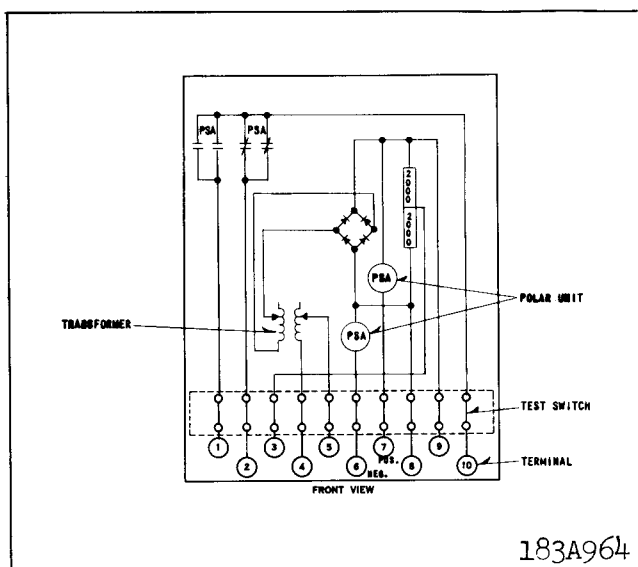 PSA PSA
2000
2000
PSA
POLAR UNIT
TRANSFORMER
PSA
TEST SWITCH
1 3 5 7 9
POS.
2 4 6 8 10
NEG.
TERMINAL
FRONT VIEW
183A964